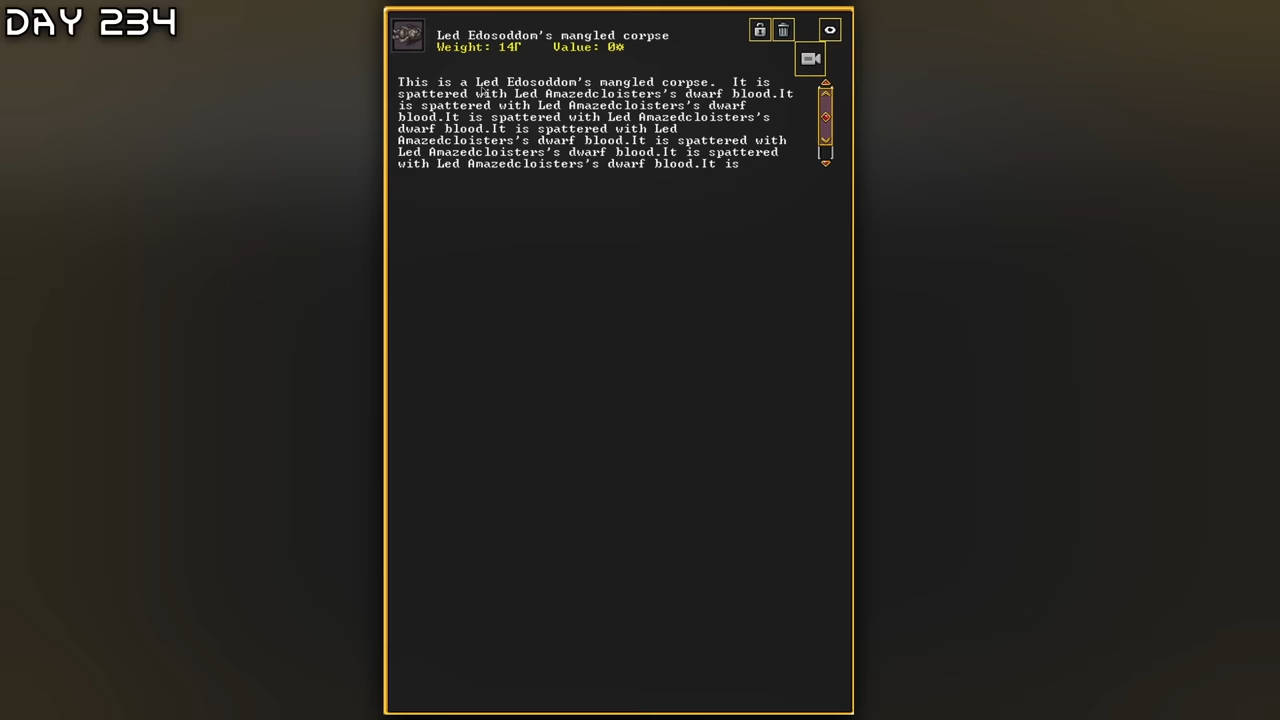 DAY 234
Led Edosoddom's mangled corpse
Weight: 14Γ Value: 0☼
This is a Led Edosoddom's mangled corpse. It is
spattered with Led Amazedcloisters's dwarf blood.It
is spattered with Led Amazedcloisters's dwarf
blood.It is spattered with Led Amazedcloisters's
dwarf blood.It is spattered with Led
Amazedcloisters's dwarf blood.It is spattered with
Led Amazedcloisters's dwarf blood.It is spattered
with Led Amazedcloisters's dwarf blood.It is